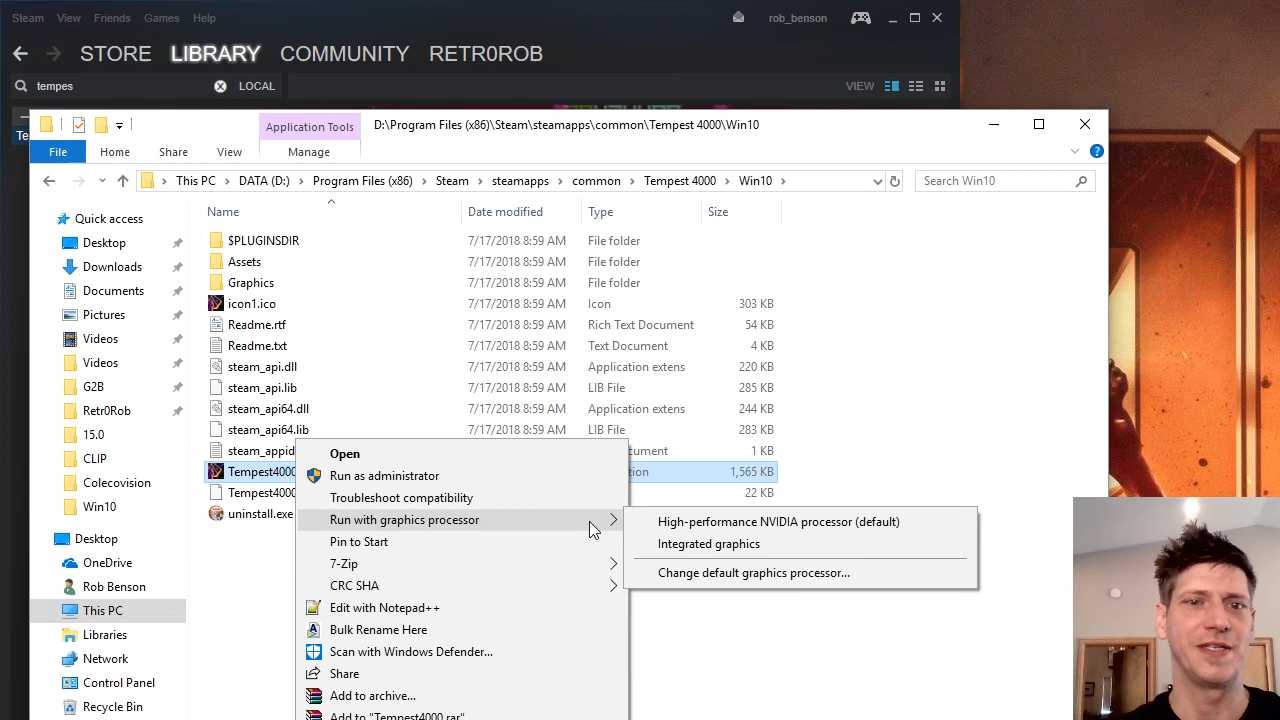 Steam View Friends Games Help rob_benson
STORE LIBRARY COMMUNITY RETR0ROB
tempes LOCAL VIEW
Application Tools D:\Program Files (x86)\Steam\steamapps\common\Tempest 4000\Win10
File Home Share View Manage
This PC DATA (D:) Program Files (x86) Steam steamapps common Tempest 4000 Win10 Search Win10
Name Date modified Type Size
Quick access
Desktop
Downloads
Documents
Pictures
Videos
Videos
G2B
Retr0Rob
15.0
CLIP
Colecovision
Win10
Desktop
OneDrive
Rob Benson
This PC
Libraries
Network
Control Panel
Recycle Bin
$PLUGINSDIR 7/17/2018 8:59 AM File folder
Assets 7/17/2018 8:59 AM File folder
Graphics 7/17/2018 8:59 AM File folder
icon1.ico 7/17/2018 8:59 AM Icon 303 KB
Readme.rtf 7/17/2018 8:59 AM Rich Text Document 54 KB
Readme.txt 7/17/2018 8:59 AM Text Document 4 KB
steam_api.dll 7/17/2018 8:59 AM Application extens 220 KB
steam_api.lib 7/17/2018 8:59 AM LIB File 285 KB
steam_api64.dll 7/17/2018 8:59 AM Application extens 244 KB
steam_api64.lib 7/17/2018 8:59 AM LIB File 283 KB
steam_appid cument 1 KB
Tempest4000 tion 1,565 KB
Tempest4000 22 KB
uninstall.exe
Open
Run as administrator
Troubleshoot compatibility
Run with graphics processor
Pin to Start
7-Zip
CRC SHA
Edit with Notepad++
Bulk Rename Here
Scan with Windows Defender...
Share
Add to archive...
Add to "Tempest4000.rar"
High-performance NVIDIA processor (default)
Integrated graphics
Change default graphics processor...